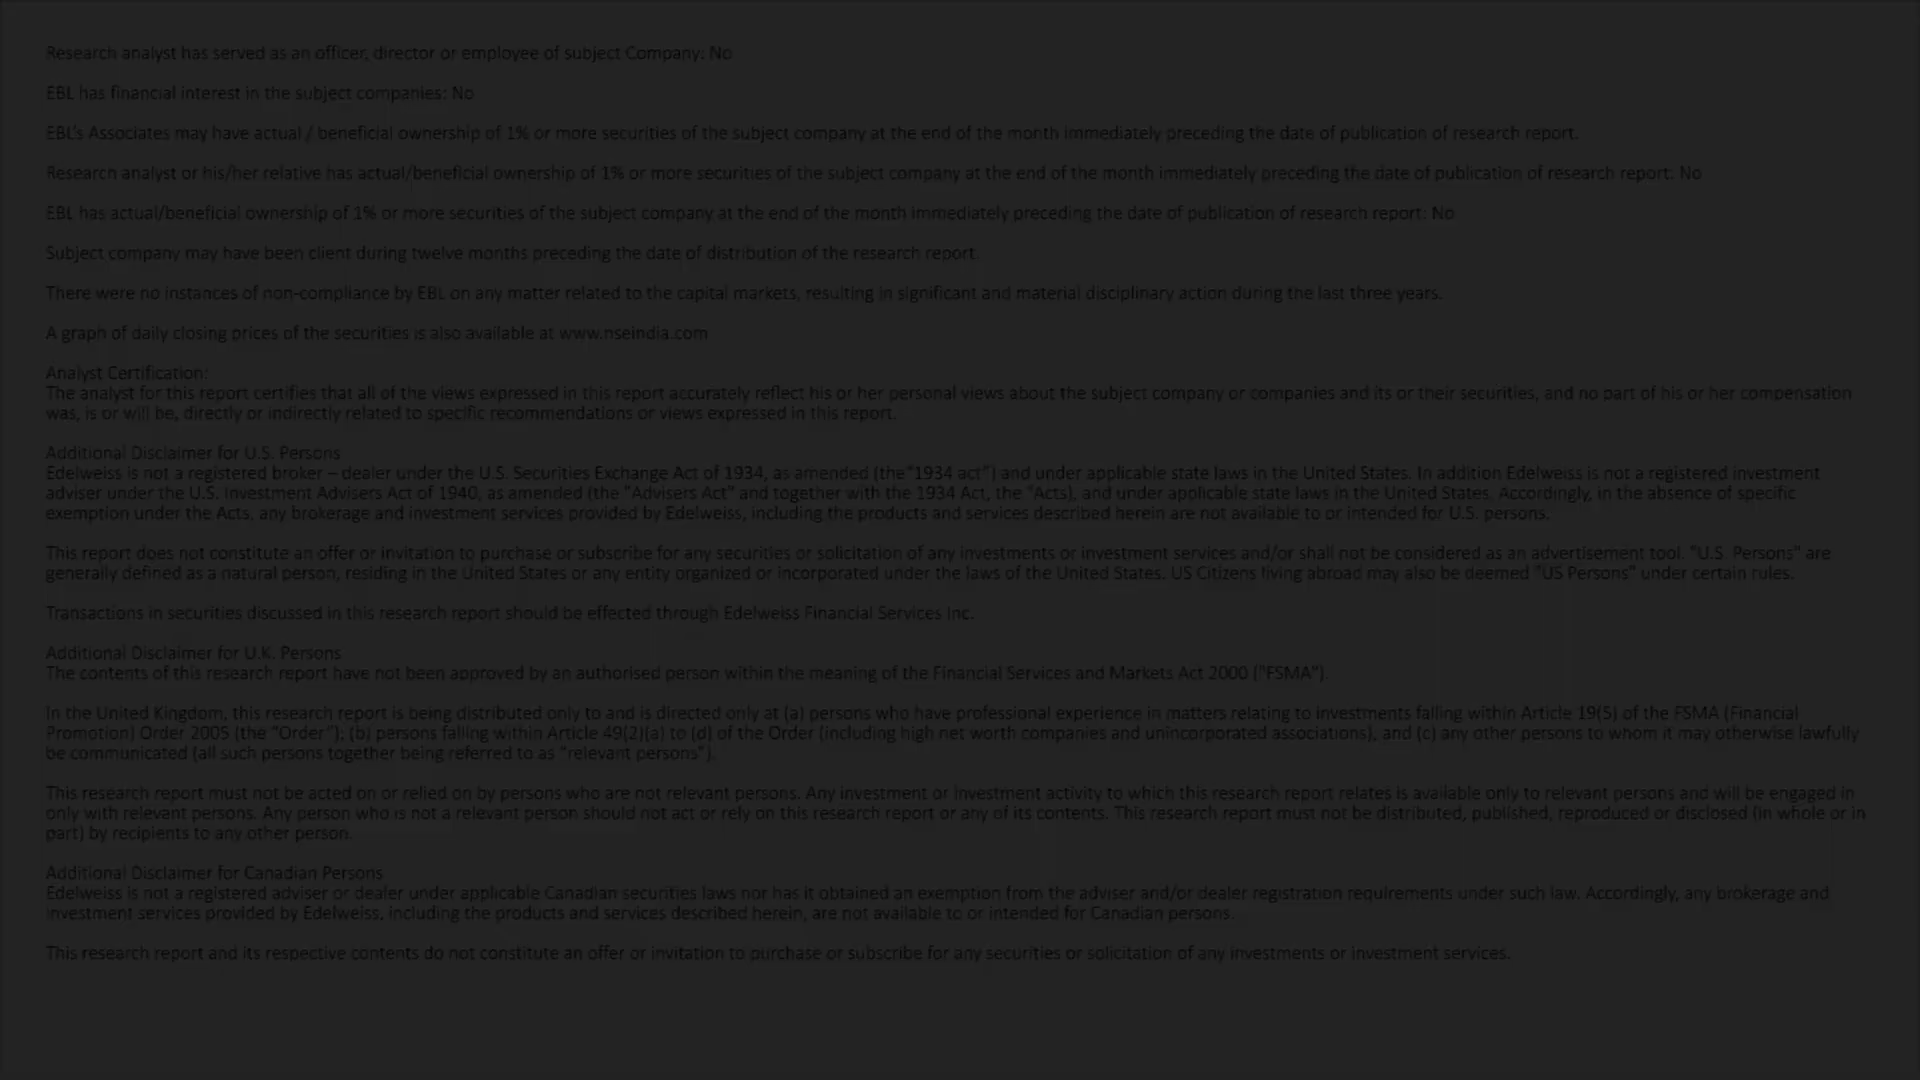 Research analyst has served as an officer, director or employee of subject Company: No
EBL has financial interest in the subject companies: No
EBL's Associates may have actual / beneficial ownership of 1% or more securities of the subject company at the end of the month immediately preceding the date of publication of research report.
Research analyst or his/her relative has actual/beneficial ownership of 1% or more securities of the subject company at the end of the month immediately preceding the date of publication of research report: No
EBL has actual/beneficial ownership of 1% or more securities of the subject company at the end of the month immediately preceding the date of publication of research report: No
Subject company may have been client during twelve months preceding the date of distribution of the research report.
There were no instances of non-compliance by EBL on any matter related to the capital markets, resulting in significant and material disciplinary action during the last three years.
A graph of daily closing prices of the securities is also available at www.nseindia.com
Analyst Certification:
The analyst for this report certifies that all of the views expressed in this report accurately reflect his or her personal views about the subject company or companies and its or their securities, and no part of his or her compensation
was, is or will be, directly or indirectly related to specific recommendations or views expressed in this report.
Additional Disclaimer for U.S. Persons
Edelweiss is not a registered broker – dealer under the U.S. Securities Exchange Act of 1934, as amended (the"1934 act") and under applicable state laws in the United States. In addition Edelweiss is not a registered investment
adviser under the U.S. Investment Advisers Act of 1940, as amended (the "Advisers Act" and together with the 1934 Act, the "Acts), and under applicable state laws in the United States. Accordingly, in the absence of specific
exemption under the Acts, any brokerage and investment services provided by Edelweiss, including the products and services described herein are not available to or intended for U.S. persons.
This report does not constitute an offer or invitation to purchase or subscribe for any securities or solicitation of any investments or investment services and/or shall not be considered as an advertisement tool. "U.S. Persons" are
generally defined as a natural person, residing in the United States or any entity organized or incorporated under the laws of the United States. US Citizens living abroad may also be deemed "US Persons" under certain rules.
Transactions in securities discussed in this research report should be effected through Edelweiss Financial Services Inc.
Additional Disclaimer for U.K. Persons
The contents of this research report have not been approved by an authorised person within the meaning of the Financial Services and Markets Act 2000 ("FSMA").
In the United Kingdom, this research report is being distributed only to and is directed only at (a) persons who have professional experience in matters relating to investments falling within Article 19(5) of the FSMA (Financial
Promotion) Order 2005 (the "Order"); (b) persons falling within Article 49(2)(a) to (d) of the Order (including high net worth companies and unincorporated associations), and (c) any other persons to whom it may otherwise lawfully
be communicated (all such persons together being referred to as "relevant persons").
This research report must not be acted on or relied on by persons who are not relevant persons. Any investment or investment activity to which this research report relates is available only to relevant persons and will be engaged in
only with relevant persons. Any person who is not a relevant person should not act or rely on this research report or any of its contents. This research report must not be distributed, published, reproduced or disclosed (in whole or in
part) by recipients to any other person.
Additional Disclaimer for Canadian Persons
Edelweiss is not a registered adviser or dealer under applicable Canadian securities laws nor has it obtained an exemption from the adviser and/or dealer registration requirements under such law. Accordingly, any brokerage and
investment services provided by Edelweiss, including the products and services described herein, are not available to or intended for Canadian persons.
This research report and its respective contents do not constitute an offer or invitation to purchase or subscribe for any securities or solicitation of any investments or investment services.